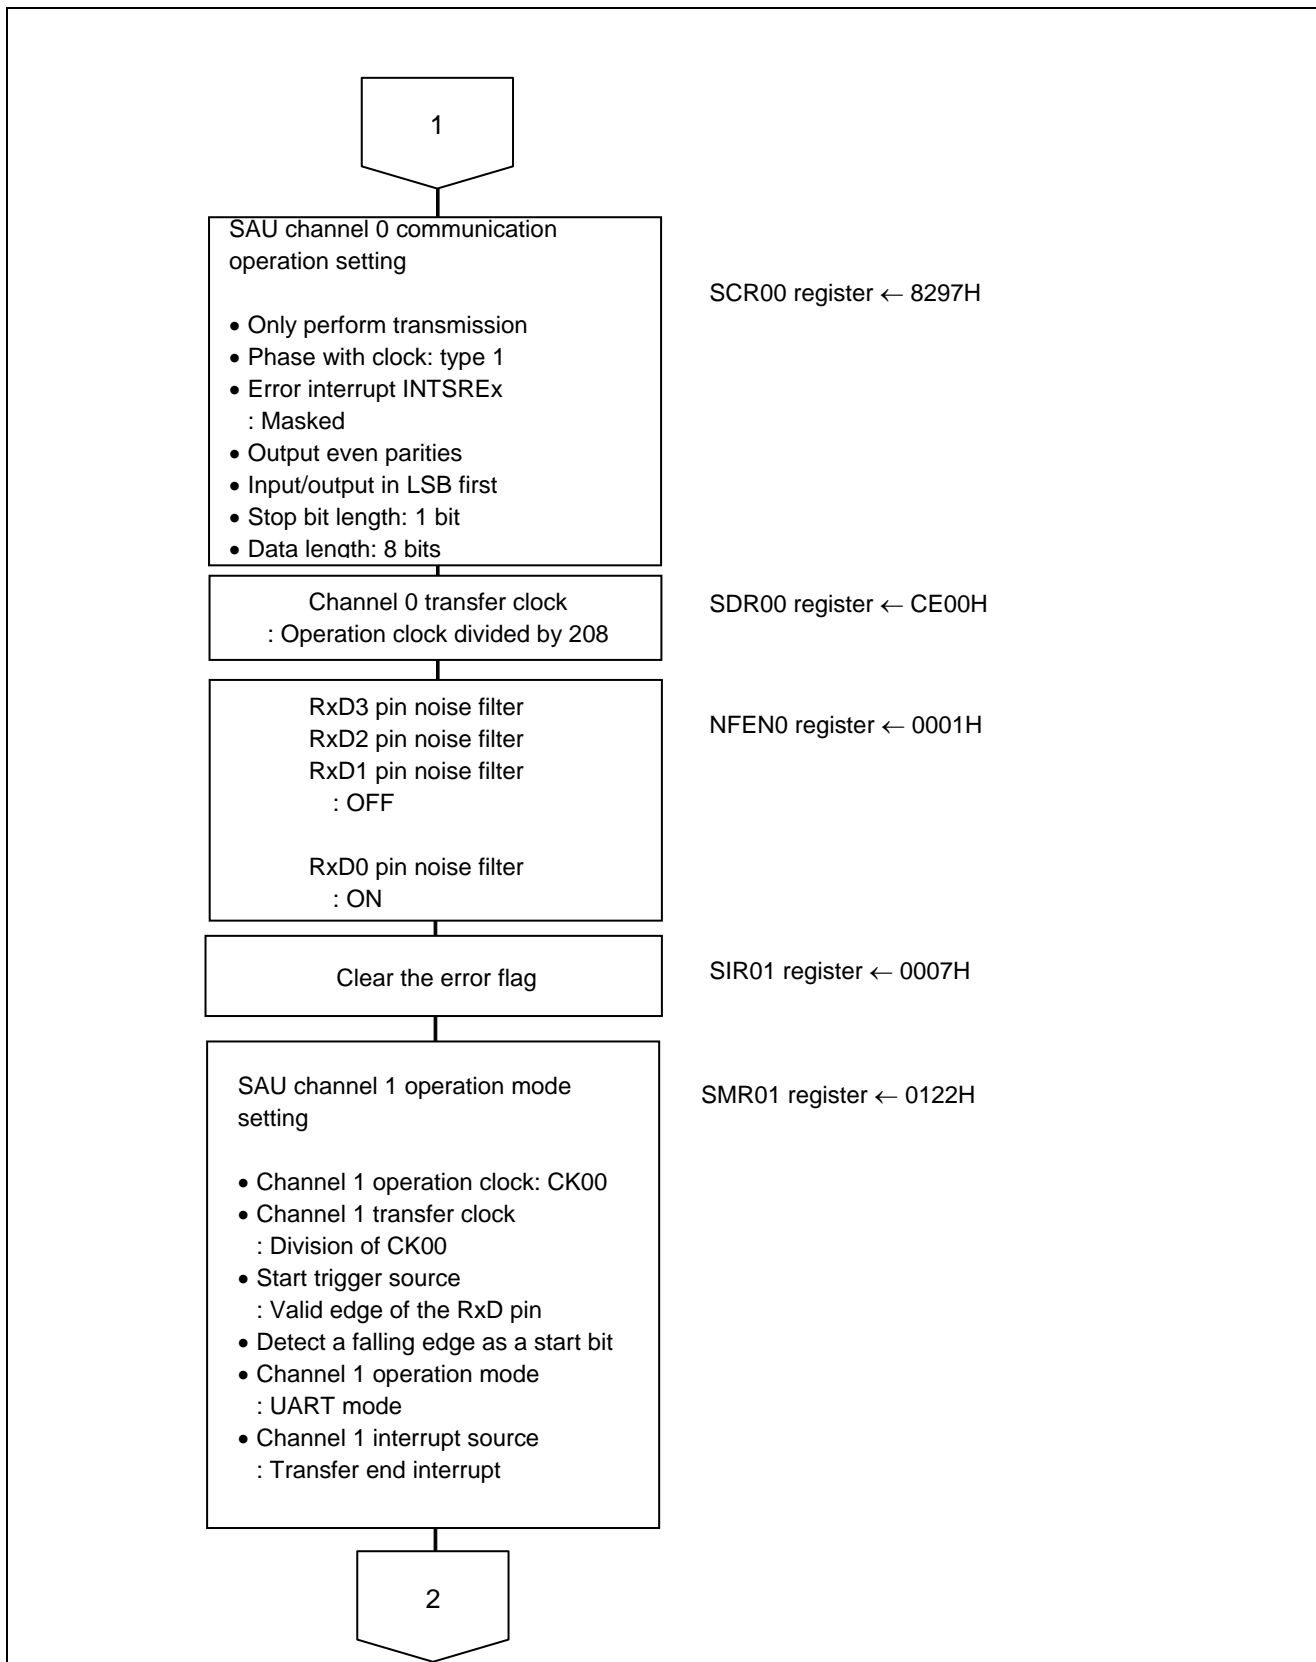 1
SAU channel 0 communication
operation setting
SCR00 register ← 8297H
• Only perform transmission
• Phase with clock: type 1
• Error interrupt INTSREx
: Masked
• Output even parities
• Input/output in LSB first
• Stop bit length: 1 bit
• Data length: 8 bits
Channel 0 transfer clock
: Operation clock divided by 208
SDR00 register ← CE00H
RxD3 pin noise filter
RxD2 pin noise filter
RxD1 pin noise filter
: OFF
RxD0 pin noise filter
: ON
NFEN0 register ← 0001H
Clear the error flag
SIR01 register ← 0007H
SAU channel 1 operation mode
setting
SMR01 register ← 0122H
• Channel 1 operation clock: CK00
• Channel 1 transfer clock
: Division of CK00
• Start trigger source
: Valid edge of the RxD pin
• Detect a falling edge as a start bit
• Channel 1 operation mode
: UART mode
• Channel 1 interrupt source
: Transfer end interrupt
2